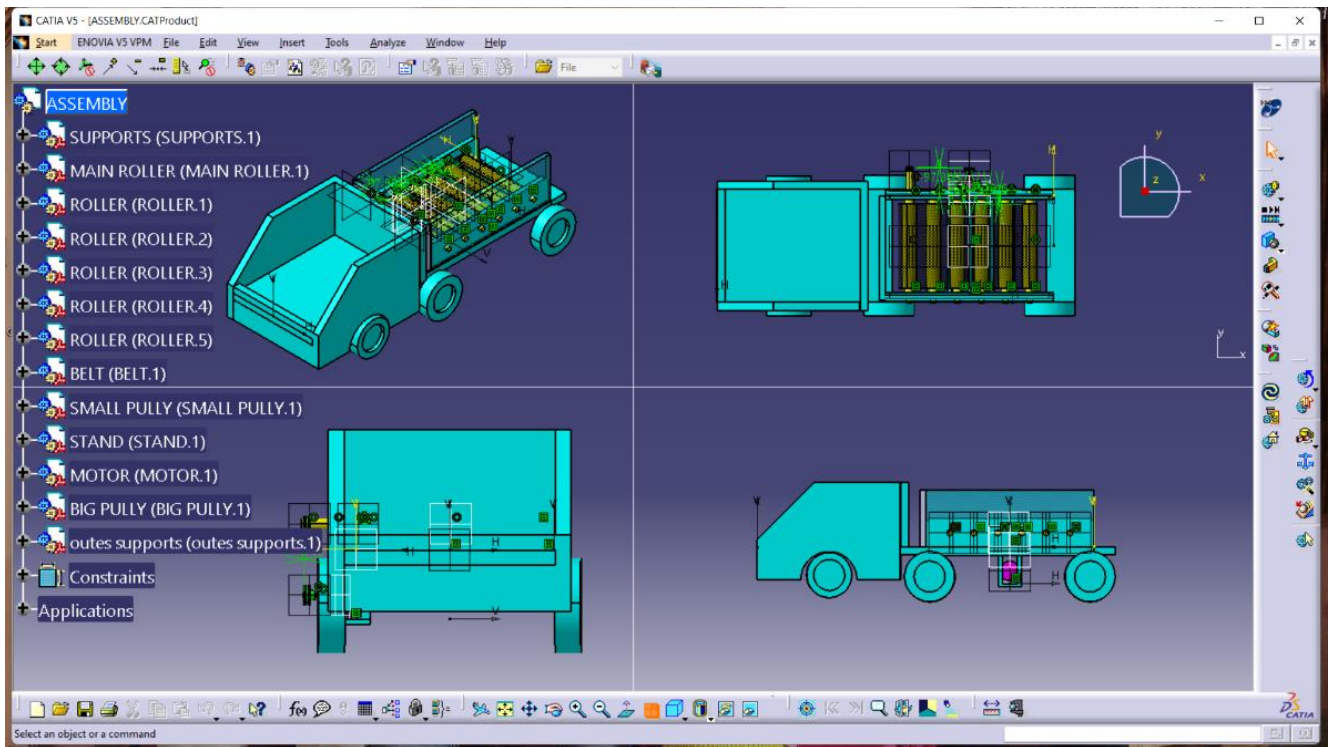 CATIA V5 - [ASSEMBLY.CATProduct]
Start ENOVIA V5 VPM File Edit View Insert Tools Analyze Window Help
File
ASSEMBLY
SUPPORTS (SUPPORTS.1)
MAIN ROLLER (MAIN ROLLER.1)
ROLLER (ROLLER.1)
ROLLER (ROLLER.2)
ROLLER (ROLLER.3)
ROLLER (ROLLER.4)
ROLLER (ROLLER.5)
BELT (BELT.1)
SMALL PULLY (SMALL PULLY.1)
STAND (STAND.1)
MOTOR (MOTOR.1)
BIG PULLY (BIG PULLY.1)
outes supports (outes supports.1)
Constraints
Applications
y
x
z
y
x
H
V
H
V
H
H
V
V
H
f(x)
CATIA
Select an object or a command